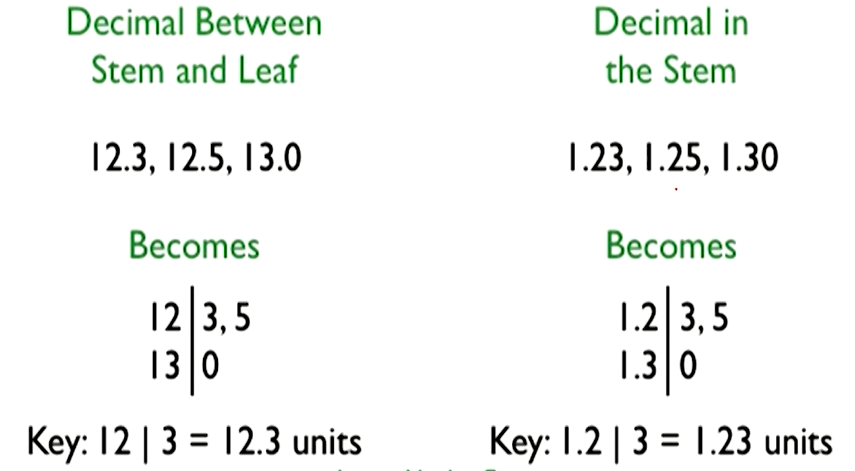 Decimal Between
Stem and Leaf
12.3, 12.5, 13.0
Becomes
12 | 3, 5
13 | 0
Key: 12 | 3 = 12.3 units
Decimal in
the Stem
1.23, 1.25, 1.30
Becomes
1.2 | 3, 5
1.3 | 0
Key: 1.2 | 3 = 1.23 units